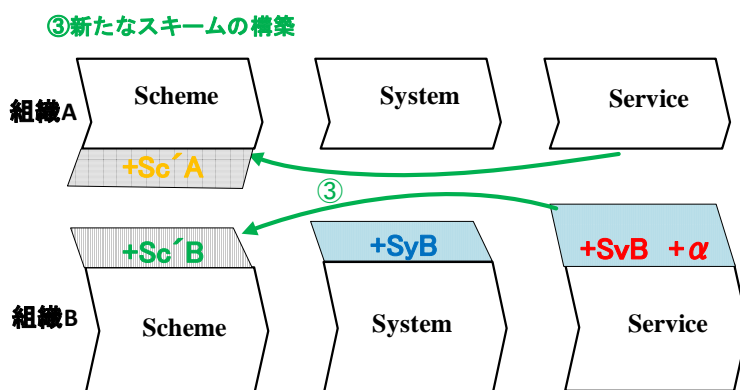 ③新たなスキームの構築
組織A
Scheme
System
Service
+Sc´A
③
+Sc´B
+SyB
+SvB +α
組織B
Scheme
System
Service